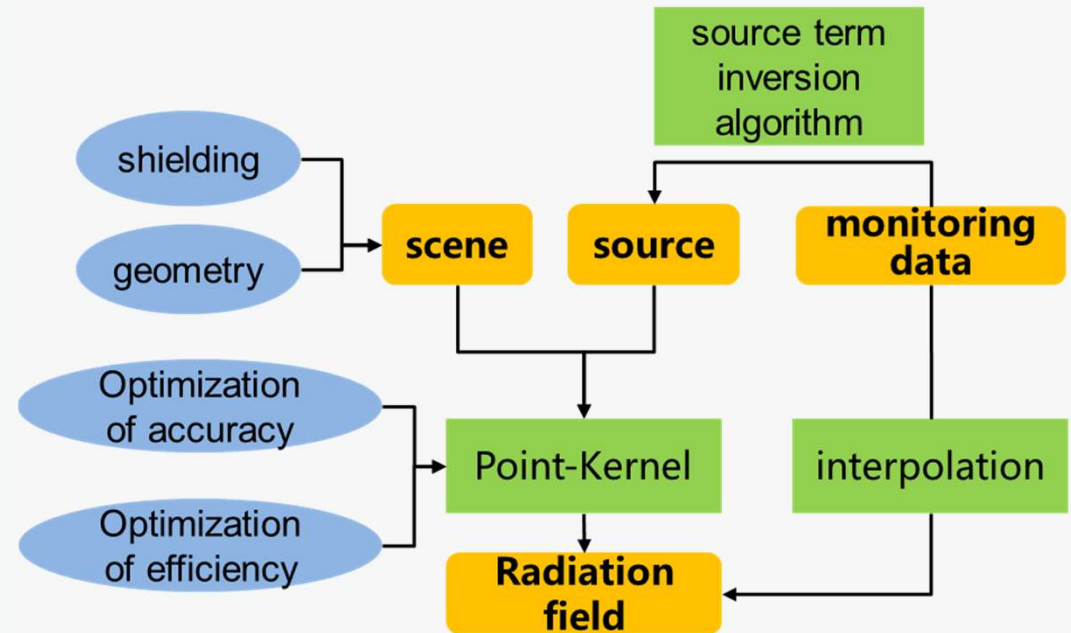 source term
inversion
algorithm
shielding
geometry
scene
source
monitoring
data
Optimization
of accuracy
Optimization
of efficiency
Point-Kernel
interpolation
Radiation
field